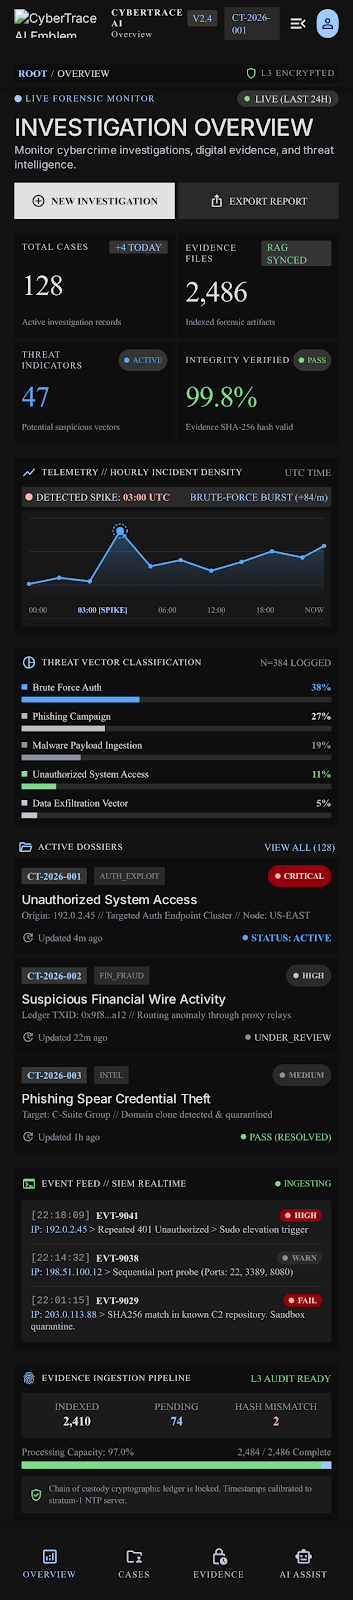 CyberTrace
AI Emblem
CYBERTRACE
AI
Overview
V2.4
CT-2026-
001
ROOT / OVERVIEW
L3 ENCRYPTED
LIVE FORENSIC MONITOR
LIVE (LAST 24H)
INVESTIGATION OVERVIEW
Monitor cybercrime investigations, digital evidence, and threat
intelligence.
NEW INVESTIGATION
EXPORT REPORT
TOTAL CASES
+4 TODAY
128
Active investigation records
EVIDENCE
FILES
RAG
SYNCED
2,486
Indexed forensic artifacts
THREAT
INDICATORS
ACTIVE
47
Potential suspicious vectors
INTEGRITY VERIFIED
PASS
99.8%
Evidence SHA-256 hash valid
TELEMETRY // HOURLY INCIDENT DENSITY
UTC TIME
DETECTED SPIKE: 03:00 UTC
BRUTE-FORCE BURST (+84/m)
00:00
03:00 [SPIKE]
06:00
12:00
18:00
NOW
THREAT VECTOR CLASSIFICATION
N=384 LOGGED
Brute Force Auth
38%
Phishing Campaign
27%
Malware Payload Ingestion
19%
Unauthorized System Access
11%
Data Exfiltration Vector
5%
ACTIVE DOSSIERS
VIEW ALL (128)
CT-2026-001
AUTH_EXPLOIT
CRITICAL
Unauthorized System Access
Origin: 192.0.2.45 // Targeted Auth Endpoint Cluster // Node: US-EAST
Updated 4m ago
STATUS: ACTIVE
CT-2026-002
FIN_FRAUD
HIGH
Suspicious Financial Wire Activity
Ledger TXID: 0x9f8...a12 // Routing anomaly through proxy relays
Updated 22m ago
UNDER_REVIEW
CT-2026-003
INTEL
MEDIUM
Phishing Spear Credential Theft
Target: C-Suite Group // Domain clone detected & quarantined
Updated 1h ago
PASS (RESOLVED)
EVENT FEED // SIEM REALTIME
INGESTING
[22:18:09] EVT-9041
HIGH
IP: 192.0.2.45 > Repeated 401 Unauthorized > Sudo elevation trigger
[22:14:32] EVT-9038
WARN
IP: 198.51.100.12 > Sequential port probe (Ports: 22, 3389, 8080)
[22:01:15] EVT-9029
FAIL
IP: 203.0.113.88 > SHA256 match in known C2 repository. Sandbox
quarantine.
EVIDENCE INGESTION PIPELINE
L3 AUDIT READY
INDEXED
2,410
PENDING
74
HASH MISMATCH
2
Processing Capacity: 97.0%
2,484 / 2,486 Complete
Chain of custody cryptographic ledger is locked. Timestamps calibrated to
stratum-1 NTP server.
OVERVIEW
CASES
EVIDENCE
AI ASSIST